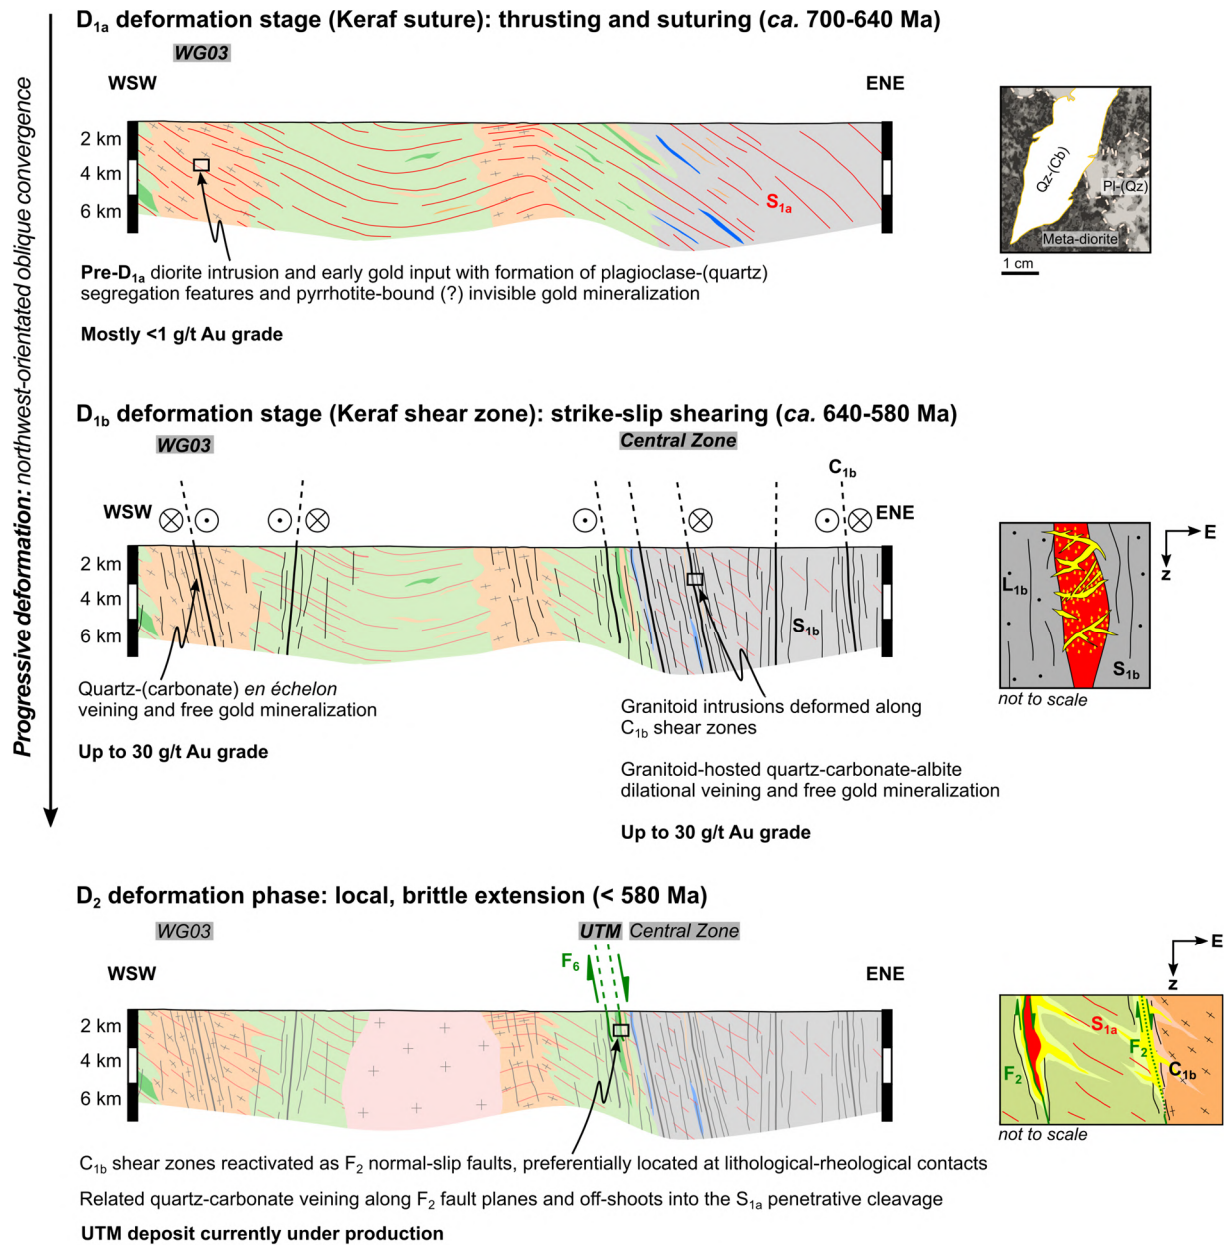 D1a deformation stage (Keraf suture): thrusting and suturing (ca. 700-640 Ma)
WG03
WSW
ENE
2 km
4 km
6 km
S1a
Qz-(Cb)
Pl-(Qz)
Meta-diorite
1 cm
Pre-D1a diorite intrusion and early gold input with formation of plagioclase-(quartz)
segregation features and pyrrhotite-bound (?) invisible gold mineralization
Mostly <1 g/t Au grade
Progressive deformation: northwest-orientated oblique convergence
D1b deformation stage (Keraf shear zone): strike-slip shearing (ca. 640-580 Ma)
WG03
Central Zone
C1b
WSW
ENE
2 km
4 km
6 km
S1b
E
z
L1b
S1b
not to scale
Quartz-(carbonate) en échelon
veining and free gold mineralization
Up to 30 g/t Au grade
Granitoid intrusions deformed along
C1b shear zones
Granitoid-hosted quartz-carbonate-albite
dilational veining and free gold mineralization
Up to 30 g/t Au grade
D2 deformation phase: local, brittle extension (< 580 Ma)
WG03
UTM
Central Zone
F6
WSW
ENE
2 km
4 km
6 km
E
z
S1a
F2
F2
C1b
not to scale
C1b shear zones reactivated as F2 normal-slip faults, preferentially located at lithological-rheological contacts
Related quartz-carbonate veining along F2 fault planes and off-shoots into the S1a penetrative cleavage
UTM deposit currently under production